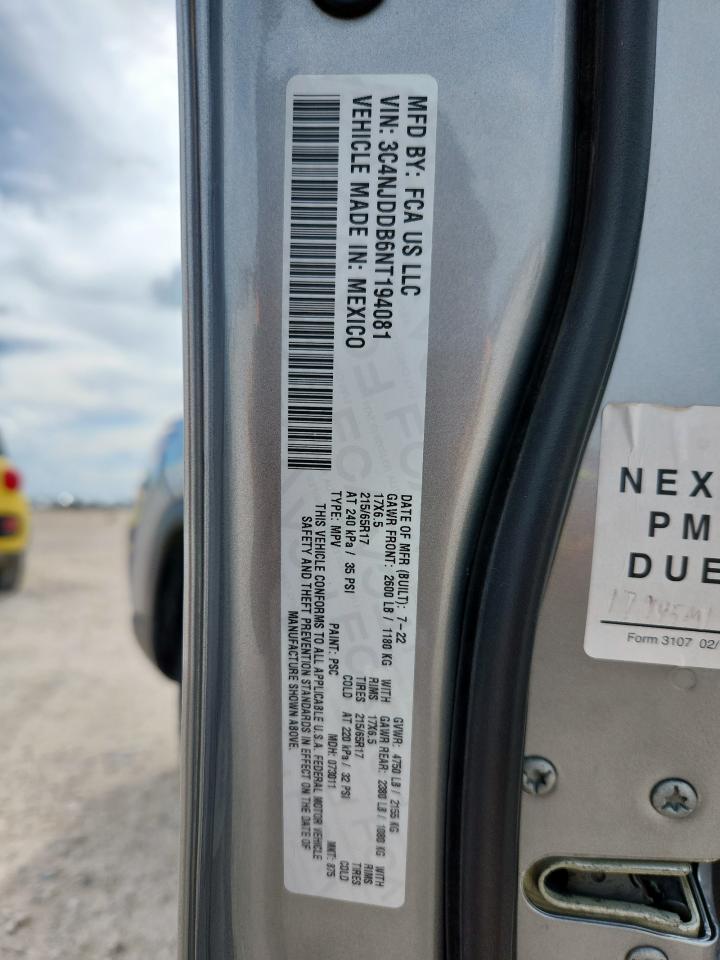 MFD BY: FCA US LLC
VIN: 3C4NJDDB6NT194081
VEHICLE MADE IN: MEXICO
DATE OF MFR (BUILT): 7-22 GVWR: 4750 LB / 2155 KG
GAWR FRONT: 2600 LB / 1180 KG WITH GAWR REAR: 2380 LB / 1080 KG WITH
17X6.5 RIMS 17X6.5 RIMS
215/65R17 TIRES 215/65R17 TIRES
AT 240 kPa / 35 PSI COLD AT 220 kPa / 32 PSI COLD
TYPE: MPV PAINT: PSC MDH: 073011 MKT: 875
THIS VEHICLE CONFORMS TO ALL APPLICABLE U.S.A. FEDERAL MOTOR VEHICLE
SAFETY AND THEFT PREVENTION STANDARDS IN EFFECT ON THE DATE OF
MANUFACTURE SHOWN ABOVE.
NEX
PM
DUE
Form 3107 02/